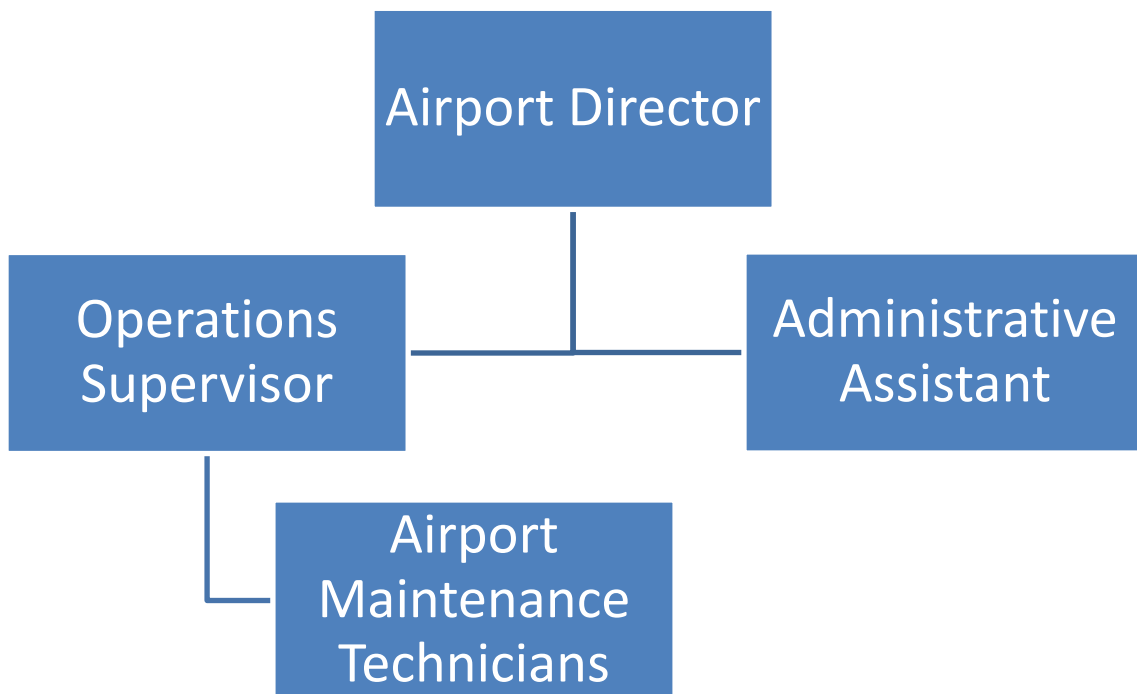 Airport Director
Operations
Supervisor
Administrative
Assistant
Airport
Maintenance
Technicians